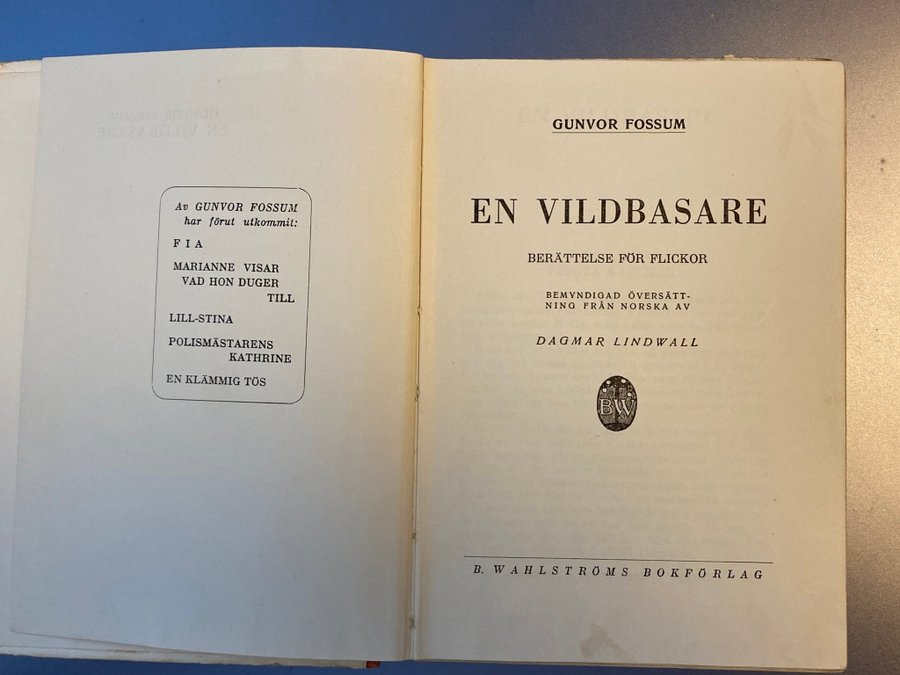 Av GUNVOR FOSSUM
har förut utkommit:
FIA
MARIANNE VISAR
VAD HON DUGER
TILL
LILL-STINA
POLISMÄSTARENS
KATHRINE
EN KLÄMMIG TÖS
GUNVOR FOSSUM
EN VILDBASARE
BERÄTTELSE FÖR FLICKOR
BEMYNDIGAD ÖVERSÄTT-
NING FRÅN NORSKA AV
DAGMAR LINDWALL
BW
B. WAHLSTRÖMS BOKFÖRLAG